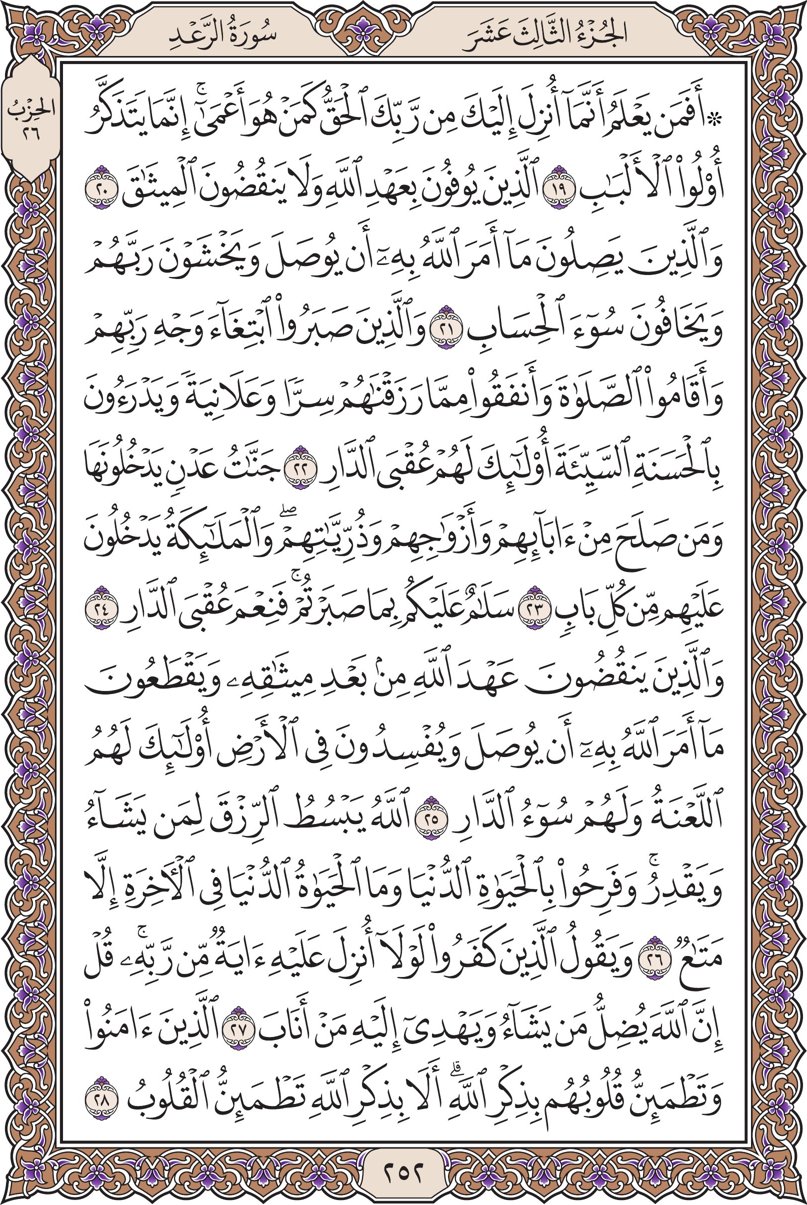 الجُزْءُ الثَّالِثَ عَشَرَ
سُورَةُ الرَّعْدِ
الحِزْبُ
٢٦
۞ أَفَمَن يَعْلَمُ أَنَّمَآ أُنزِلَ إِلَيْكَ مِن رَّبِّكَ ٱلْحَقُّ كَمَنْ هُوَ أَعْمَىٰٓۚ إِنَّمَا يَتَذَكَّرُ
أُو۟لُوا۟ ٱلْأَلْبَـٰبِ ١٩ ٱلَّذِينَ يُوفُونَ بِعَهْدِ ٱللَّهِ وَلَا يَنقُضُونَ ٱلْمِيثَـٰقَ ٢٠
وَٱلَّذِينَ يَصِلُونَ مَآ أَمَرَ ٱللَّهُ بِهِۦٓ أَن يُوصَلَ وَيَخْشَوْنَ رَبَّهُمْ
وَيَخَافُونَ سُوٓءَ ٱلْحِسَابِ ٢١ وَٱلَّذِينَ صَبَرُوا۟ ٱبْتِغَآءَ وَجْهِ رَبِّهِمْ
وَأَقَامُوا۟ ٱلصَّلَوٰةَ وَأَنفَقُوا۟ مِمَّا رَزَقْنَـٰهُمْ سِرًّا وَعَلَانِيَةً وَيَدْرَءُونَ
بِٱلْحَسَنَةِ ٱلسَّيِّئَةَ أُو۟لَـٰٓئِكَ لَهُمْ عُقْبَى ٱلدَّارِ ٢٢ جَنَّـٰتُ عَدْنٍ يَدْخُلُونَهَا
وَمَن صَلَحَ مِنْ ءَابَآئِهِمْ وَأَزْوَٰجِهِمْ وَذُرِّيَّـٰتِهِمْۖ وَٱلْمَلَـٰٓئِكَةُ يَدْخُلُونَ
عَلَيْهِم مِّن كُلِّ بَابٍ ٢٣ سَلَـٰمٌ عَلَيْكُم بِمَا صَبَرْتُمْۚ فَنِعْمَ عُقْبَى ٱلدَّارِ ٢٤
وَٱلَّذِينَ يَنقُضُونَ عَهْدَ ٱللَّهِ مِنۢ بَعْدِ مِيثَـٰقِهِۦ وَيَقْطَعُونَ
مَآ أَمَرَ ٱللَّهُ بِهِۦٓ أَن يُوصَلَ وَيُفْسِدُونَ فِى ٱلْأَرْضِ أُو۟لَـٰٓئِكَ لَهُمُ
ٱللَّعْنَةُ وَلَهُمْ سُوٓءُ ٱلدَّارِ ٢٥ ٱللَّهُ يَبْسُطُ ٱلرِّزْقَ لِمَن يَشَآءُ
وَيَقْدِرُۚ وَفَرِحُوا۟ بِٱلْحَيَوٰةِ ٱلدُّنْيَا وَمَا ٱلْحَيَوٰةُ ٱلدُّنْيَا فِى ٱلْـَٔاخِرَةِ إِلَّا
مَتَـٰعٌ ٢٦ وَيَقُولُ ٱلَّذِينَ كَفَرُوا۟ لَوْلَآ أُنزِلَ عَلَيْهِ ءَايَةٌ مِّن رَّبِّهِۦۚ قُلْ
إِنَّ ٱللَّهَ يُضِلُّ مَن يَشَآءُ وَيَهْدِىٓ إِلَيْهِ مَنْ أَنَابَ ٢٧ ٱلَّذِينَ ءَامَنُوا۟
وَتَطْمَئِنُّ قُلُوبُهُم بِذِكْرِ ٱللَّهِۗ أَلَا بِذِكْرِ ٱللَّهِ تَطْمَئِنُّ ٱلْقُلُوبُ ٢٨
٢٥٢